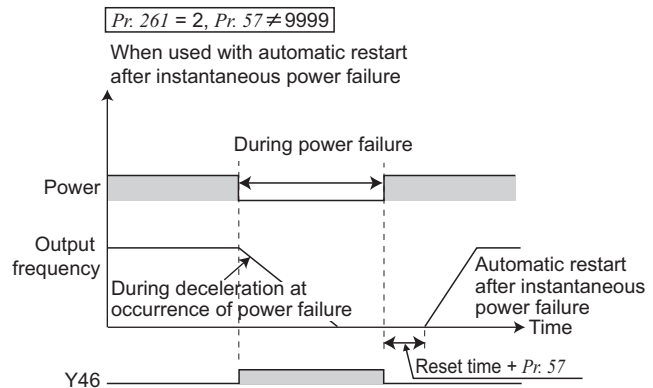 Pr. 261 = 2, Pr. 57 ≠ 9999
When used with automatic restart
after instantaneous power failure
During power failure
Power
Output
frequency
During deceleration at
occurrence of power failure
Automatic restart
after instantaneous
power failure
Time
Reset time + Pr. 57
Y46